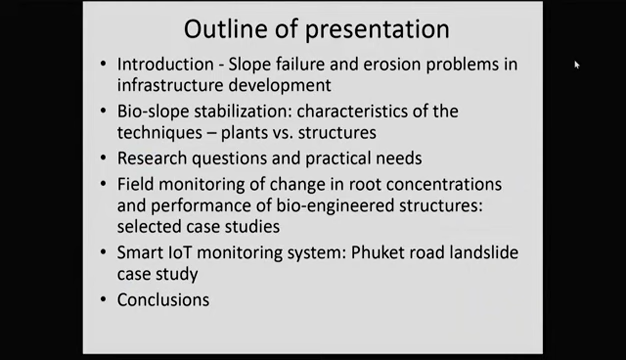 Outline of presentation
• Introduction - Slope failure and erosion problems in
infrastructure development
• Bio-slope stabilization: characteristics of the
techniques – plants vs. structures
• Research questions and practical needs
• Field monitoring of change in root concentrations
and performance of bio-engineered structures:
selected case studies
• Smart IoT monitoring system: Phuket road landslide
case study
• Conclusions